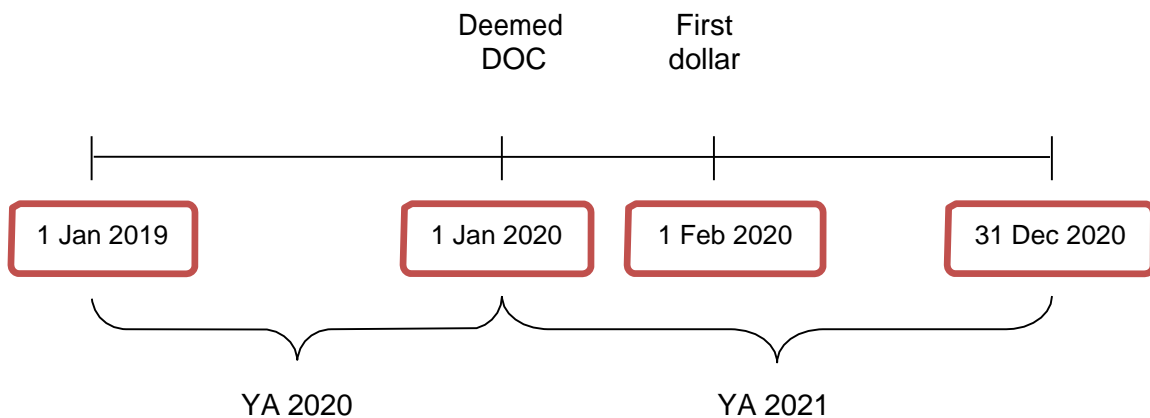 Deemed
DOC
First
dollar
1 Jan 2019
1 Jan 2020
1 Feb 2020
31 Dec 2020
YA 2020
YA 2021